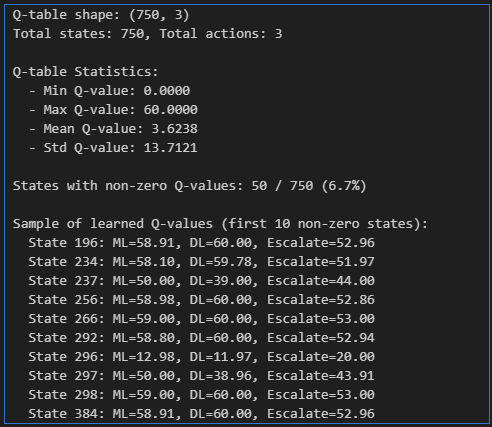 Q-table shape: (750, 3)
Total states: 750, Total actions: 3
Q-table Statistics:
- Min Q-value: 0.0000
- Max Q-value: 60.0000
- Mean Q-value: 3.6238
- Std Q-value: 13.7121
States with non-zero Q-values: 50 / 750 (6.7%)
Sample of learned Q-values (first 10 non-zero states):
State 196: ML=58.91, DL=60.00, Escalate=52.96
State 234: ML=58.10, DL=59.78, Escalate=51.97
State 237: ML=50.00, DL=39.00, Escalate=44.00
State 256: ML=58.98, DL=60.00, Escalate=52.86
State 266: ML=59.00, DL=60.00, Escalate=53.00
State 292: ML=58.80, DL=60.00, Escalate=52.94
State 296: ML=12.98, DL=11.97, Escalate=20.00
State 297: ML=50.00, DL=38.96, Escalate=43.91
State 298: ML=59.00, DL=60.00, Escalate=53.00
State 384: ML=58.91, DL=60.00, Escalate=52.96